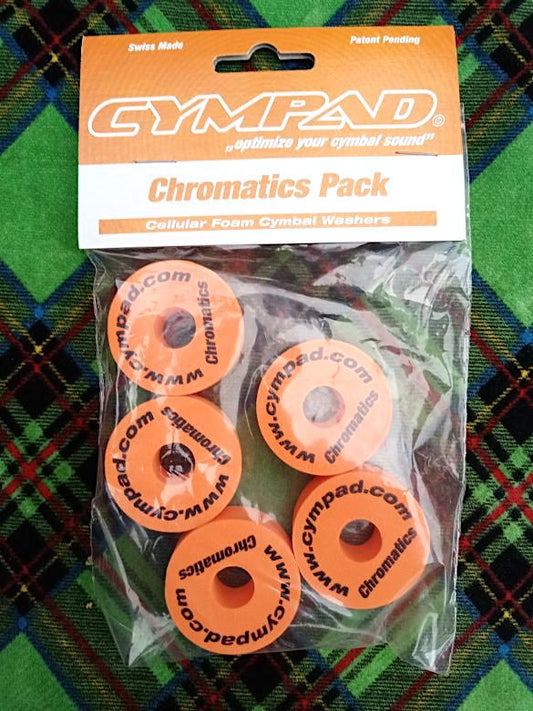 Swiss Made
Patent Pending
CYMPAD®
„optimize your cymbal sound”
Chromatics Pack
Cellular Foam Cymbal Washers
www.cympad.com
Chromatics
www.cympad.com
Chromatics
www.cympad.com
Chromatics
www.cympad.com
Chromatics
www.cympad.com
Chromatics